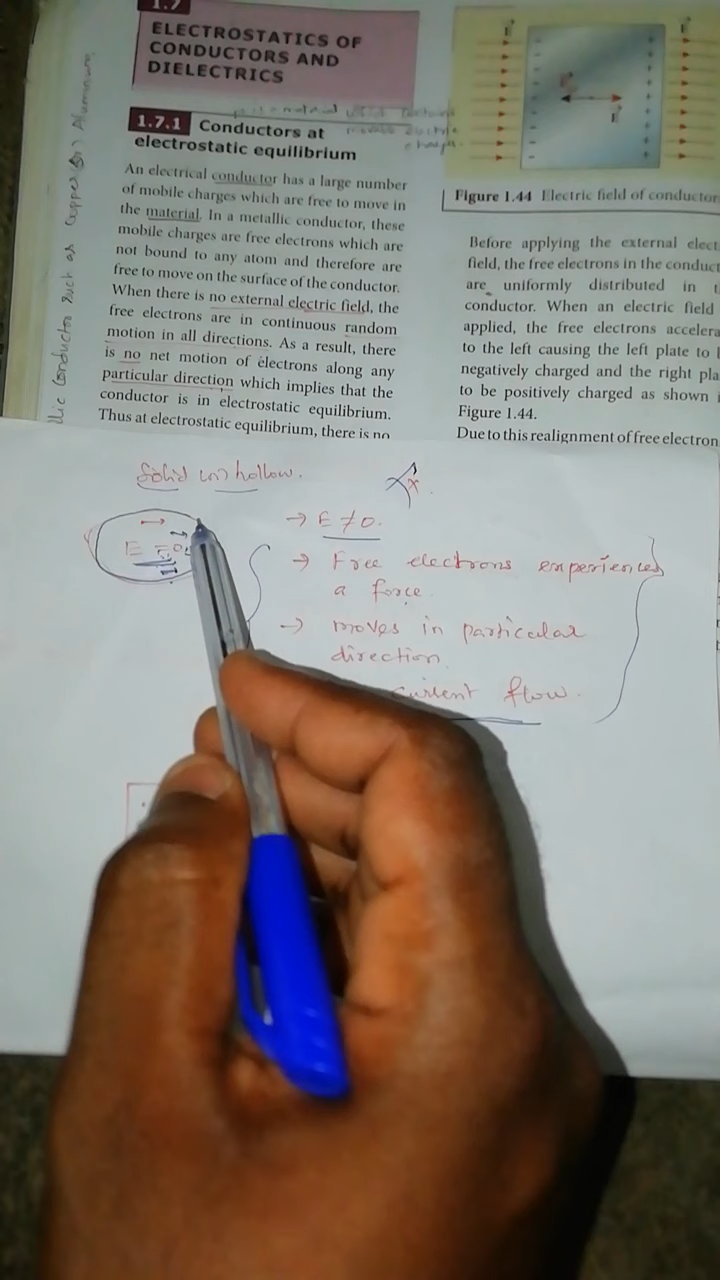 1.7
ELECTROSTATICS OF
CONDUCTORS AND
DIELECTRICS
1.7.1 Conductors at
electrostatic equilibrium
An electrical conductor has a large number
of mobile charges which are free to move in
the material. In a metallic conductor, these
mobile charges are free electrons which are
not bound to any atom and therefore are
free to move on the surface of the conductor.
When there is no external electric field, the
free electrons are in continuous random
motion in all directions. As a result, there
is no net motion of electrons along any
particular direction which implies that the
conductor is in electrostatic equilibrium.
Thus at electrostatic equilibrium, there is no
Conductor such as Copper Aluminium
E
E
Figure 1.44 Electric field of conductor
Before applying the external elect
field, the free electrons in the conduct
are uniformly distributed in t
conductor. When an electric field
applied, the free electrons accelera
to the left causing the left plate to
negatively charged and the right pla
to be positively charged as shown i
Figure 1.44.
Due to this realignment of free electron
Solid hollow.
→ E ≠ 0.
→ Free electrons experiences
a force.
→ moves in particular
direction.
current flow.
E = 0